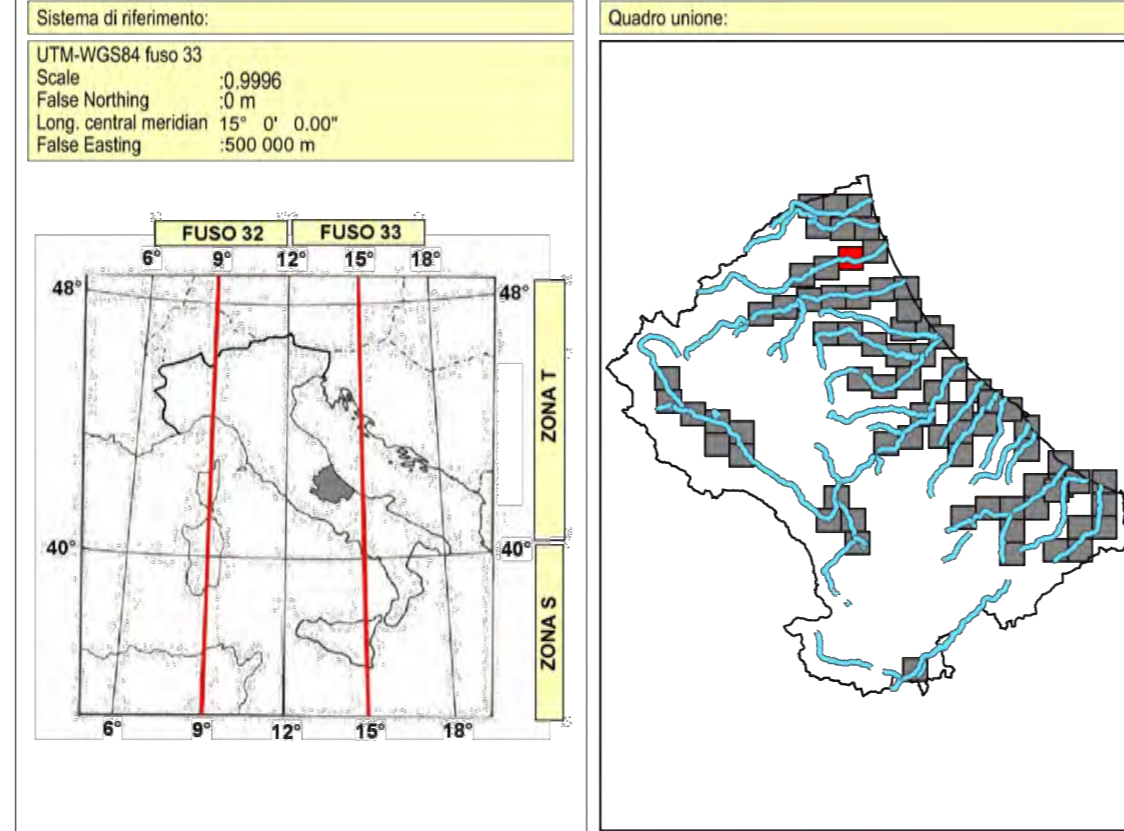 Sistema di riferimento:
UTM-WGS84 fuso 33
Scale :0.9996
False Northing :0 m
Long. central meridian 15° 0' 0.00"
False Easting :500 000 m
FUSO 32 FUSO 33
6° 9° 12° 15° 18°
48° 48°
ZONA T
40° 40°
ZONA S
6° 9° 12° 15° 18°
Quadro unione: